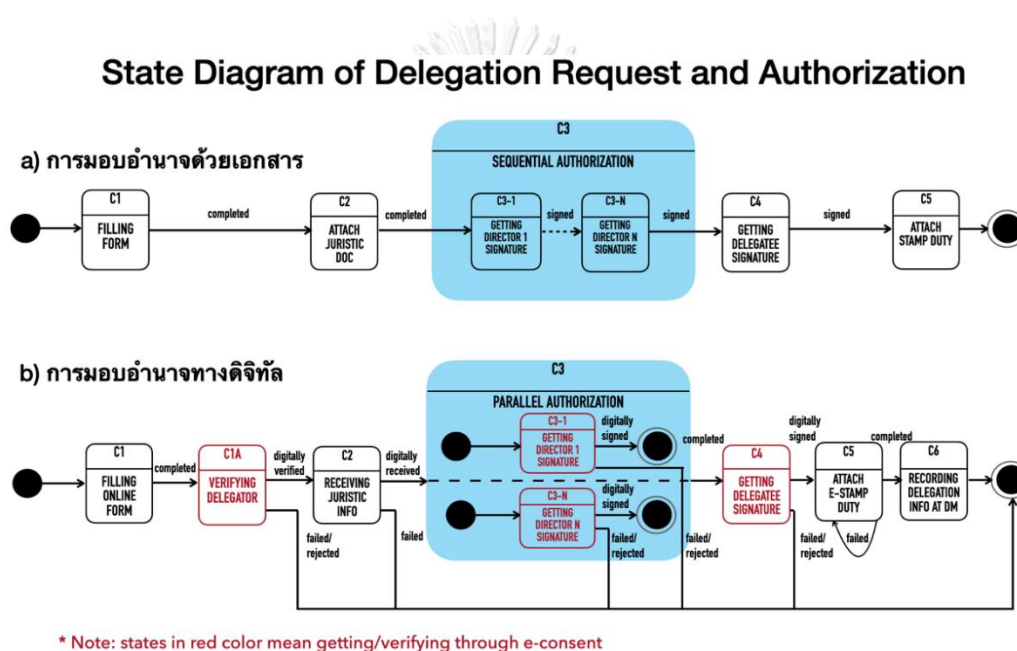 State Diagram of Delegation Request and Authorization
a) การมอบอำนาจด้วยเอกสาร
C3
SEQUENTIAL AUTHORIZATION
C1
FILLING
FORM
completed
C2
ATTACH
JURISTIC
DOC
completed
C3-1
GETTING
DIRECTOR 1
SIGNATURE
signed
C3-N
GETTING
DIRECTOR N
SIGNATURE
signed
C4
GETTING
DELEGATEE
SIGNATURE
signed
C5
ATTACH
STAMP DUTY
b) การมอบอำนาจทางดิจิทัล
C3
PARALLEL AUTHORIZATION
C1
FILLING
ONLINE
FORM
completed
C1A
VERIFYING
DELEGATOR
digitally
verified
failed/
rejected
C2
RECEIVING
JURISTIC
INFO
digitally
received
failed
C3-1
GETTING
DIRECTOR 1
SIGNATURE
digitally
signed
C3-N
GETTING
DIRECTOR N
SIGNATURE
digitally
signed
failed/
rejected
completed
failed/
rejected
C4
GETTING
DELEGATEE
SIGNATURE
digitally
signed
failed/
rejected
C5
ATTACH
E-STAMP
DUTY
failed
completed
C6
RECORDING
DELEGATION
INFO AT DM
* Note: states in red color mean getting/verifying through e-consent